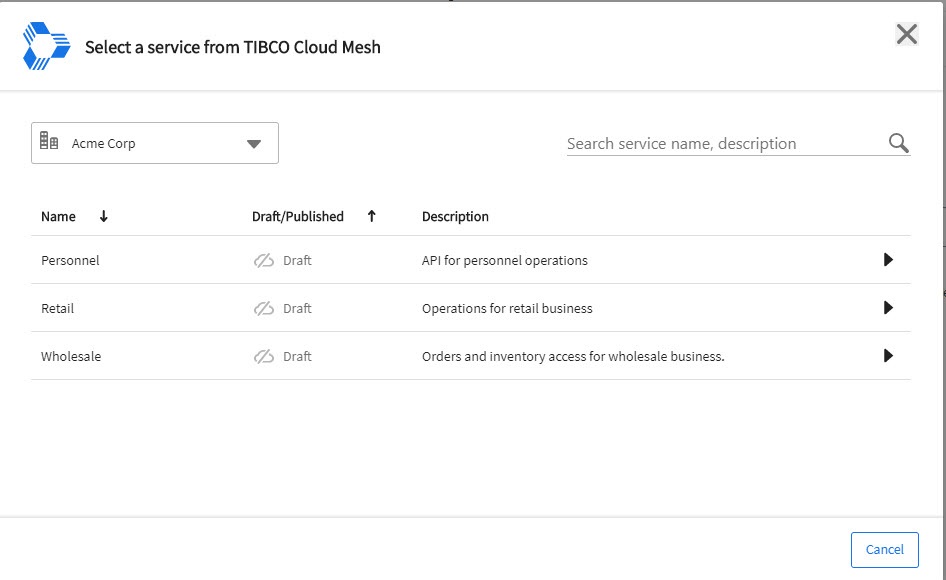 Select a service from TIBCO Cloud Mesh
Acme Corp
Search service name, description
Name Draft/Published Description
Personnel Draft API for personnel operations
Retail Draft Operations for retail business
Wholesale Draft Orders and inventory access for wholesale business.
Cancel